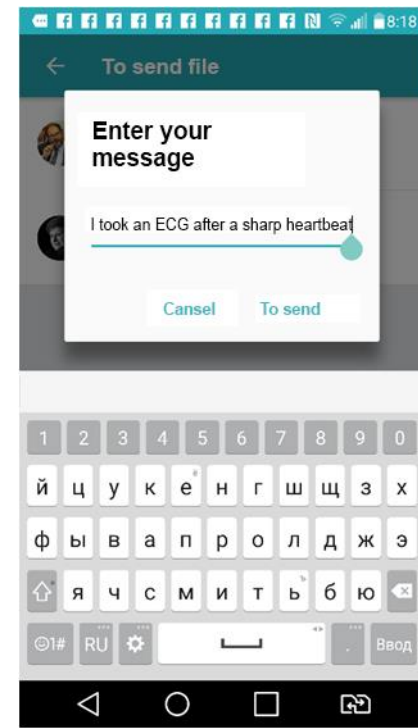 8:18
To send file
Enter your
message
I took an ECG after a sharp heartbeat
Cansel To send
1 2 3 4 5 6 7 8 9 0
й ц у к е н г ш щ з х
ф ы в а п р о л д ж э
я ч с м и т ь б ю
☺1# RU . Ввод